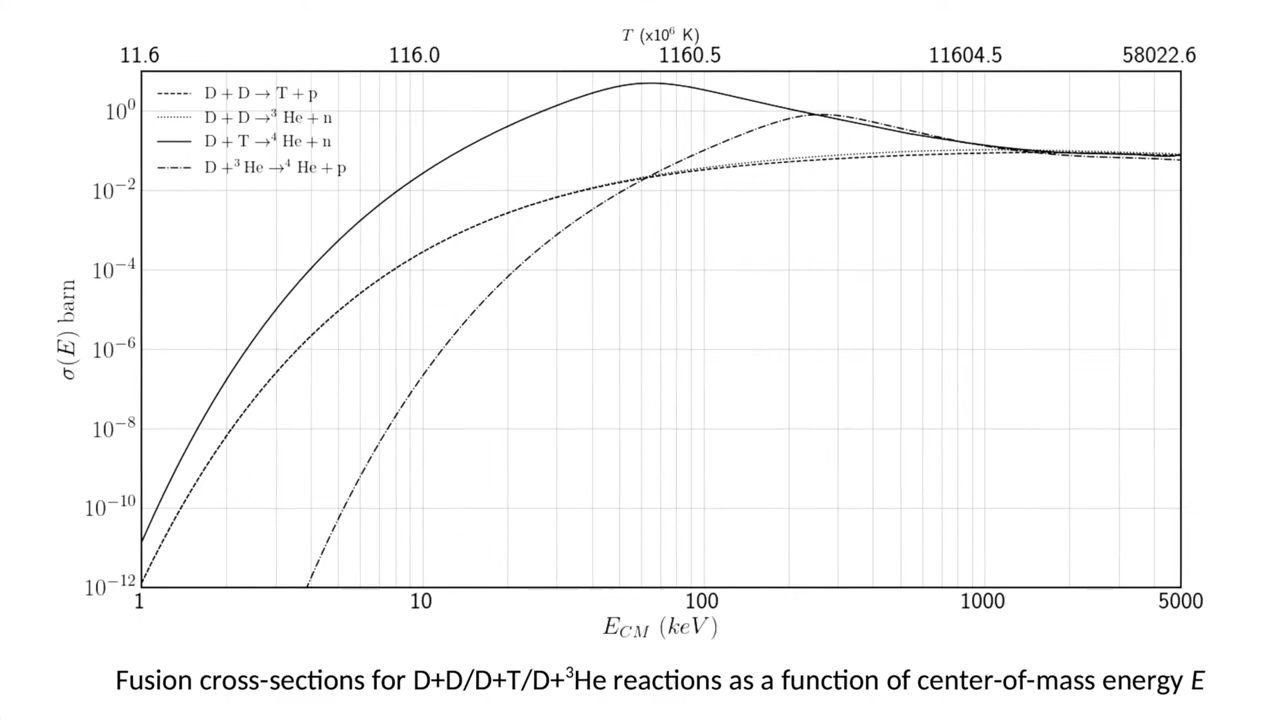 T (x10⁶ K)
11.6 116.0 1160.5 11604.5 58022.6
D + D → T + p
D + D →³ He + n
D + T →⁴ He + n
D +³ He →⁴ He + p
10⁰
10⁻²
10⁻⁴
10⁻⁶
10⁻⁸
10⁻¹⁰
10⁻¹²
σ(E) barn
1 10 100 1000 5000
E_CM (keV)
Fusion cross-sections for D+D/D+T/D+³He reactions as a function of center-of-mass energy E